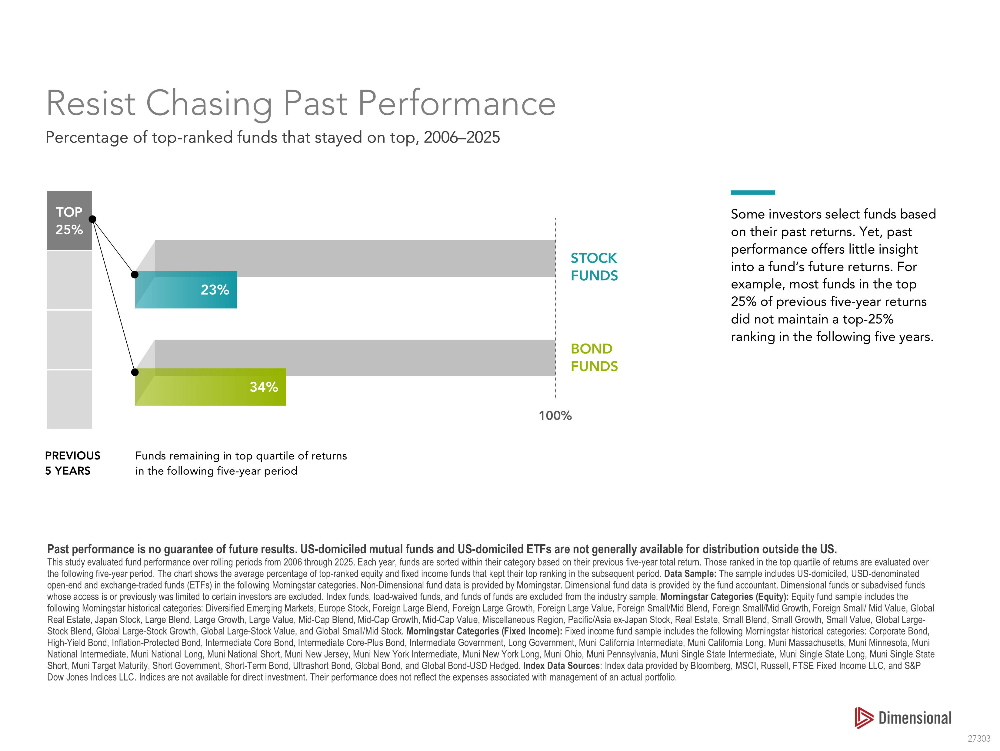 Resist Chasing Past Performance
Percentage of top-ranked funds that stayed on top, 2006–2025
TOP
25%
23%
34%
STOCK
FUNDS
BOND
FUNDS
100%
PREVIOUS
5 YEARS
Funds remaining in top quartile of returns
in the following five-year period
Some investors select funds based
on their past returns. Yet, past
performance offers little insight
into a fund’s future returns. For
example, most funds in the top
25% of previous five-year returns
did not maintain a top-25%
ranking in the following five years.
Past performance is no guarantee of future results. US-domiciled mutual funds and US-domiciled ETFs are not generally available for distribution outside the US.
This study evaluated fund performance over rolling periods from 2006 through 2025. Each year, funds are sorted within their category based on their previous five-year total return. Those ranked in the top quartile of returns are evaluated over
the following five-year period. The chart shows the average percentage of top-ranked equity and fixed income funds that kept their top ranking in the subsequent period. Data Sample: The sample includes US-domiciled, USD-denominated
open-end and exchange-traded funds (ETFs) in the following Morningstar categories. Non-Dimensional fund data is provided by Morningstar. Dimensional fund data is provided by the fund accountant. Dimensional funds or subadvised funds
whose access is or previously was limited to certain investors are excluded. Index funds, load-waived funds, and funds of funds are excluded from the industry sample. Morningstar Categories (Equity): Equity fund sample includes the
following Morningstar historical categories: Diversified Emerging Markets, Europe Stock, Foreign Large Blend, Foreign Large Growth, Foreign Large Value, Foreign Small/Mid Blend, Foreign Small/Mid Growth, Foreign Small/ Mid Value, Global
Real Estate, Japan Stock, Large Blend, Large Growth, Large Value, Mid-Cap Blend, Mid-Cap Growth, Mid-Cap Value, Miscellaneous Region, Pacific/Asia ex-Japan Stock, Real Estate, Small Blend, Small Growth, Small Value, Global Large-
Stock Blend, Global Large-Stock Growth, Global Large-Stock Value, and Global Small/Mid Stock. Morningstar Categories (Fixed Income): Fixed income fund sample includes the following Morningstar historical categories: Corporate Bond,
High-Yield Bond, Inflation-Protected Bond, Intermediate Core Bond, Intermediate Core-Plus Bond, Intermediate Government, Long Government, Muni California Intermediate, Muni California Long, Muni Massachusetts, Muni Minnesota, Muni
National Intermediate, Muni National Long, Muni National Short, Muni New Jersey, Muni New York Intermediate, Muni New York Long, Muni Ohio, Muni Pennsylvania, Muni Single State Intermediate, Muni Single State Long, Muni Single State
Short, Muni Target Maturity, Short Government, Short-Term Bond, Ultrashort Bond, Global Bond, and Global Bond-USD Hedged. Index Data Sources: Index data provided by Bloomberg, MSCI, Russell, FTSE Fixed Income LLC, and S&P
Dow Jones Indices LLC. Indices are not available for direct investment. Their performance does not reflect the expenses associated with management of an actual portfolio.
Dimensional
27303